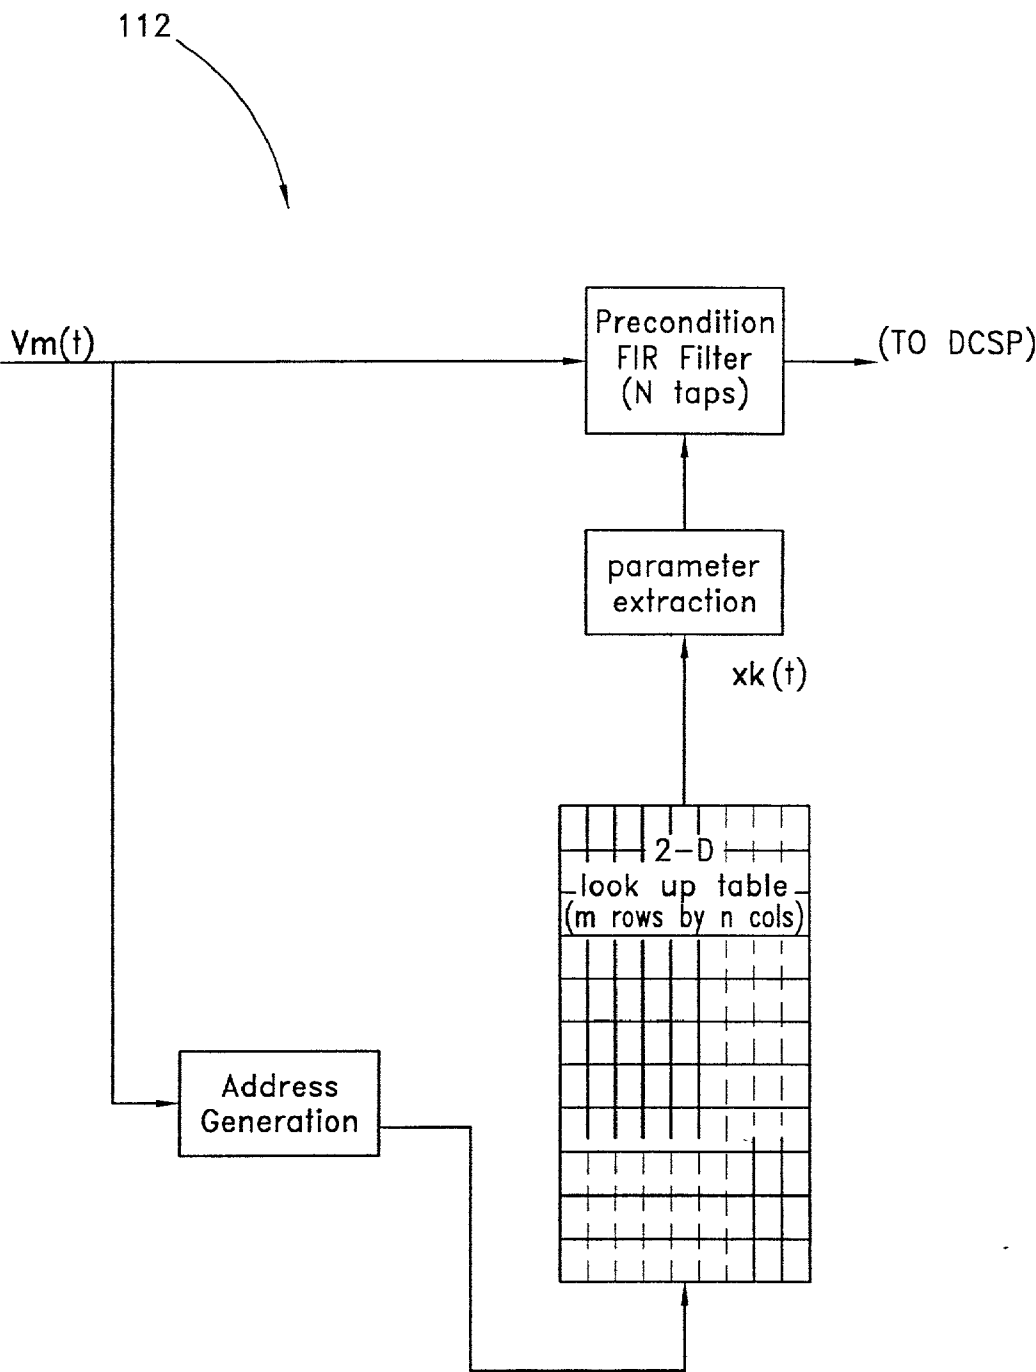 112
Vm(t)
Precondition
FIR Filter
(N taps)
(TO DCSP)
parameter
extraction
xk(t)
2-D
look up table
(m rows by n cols)
Address
Generation